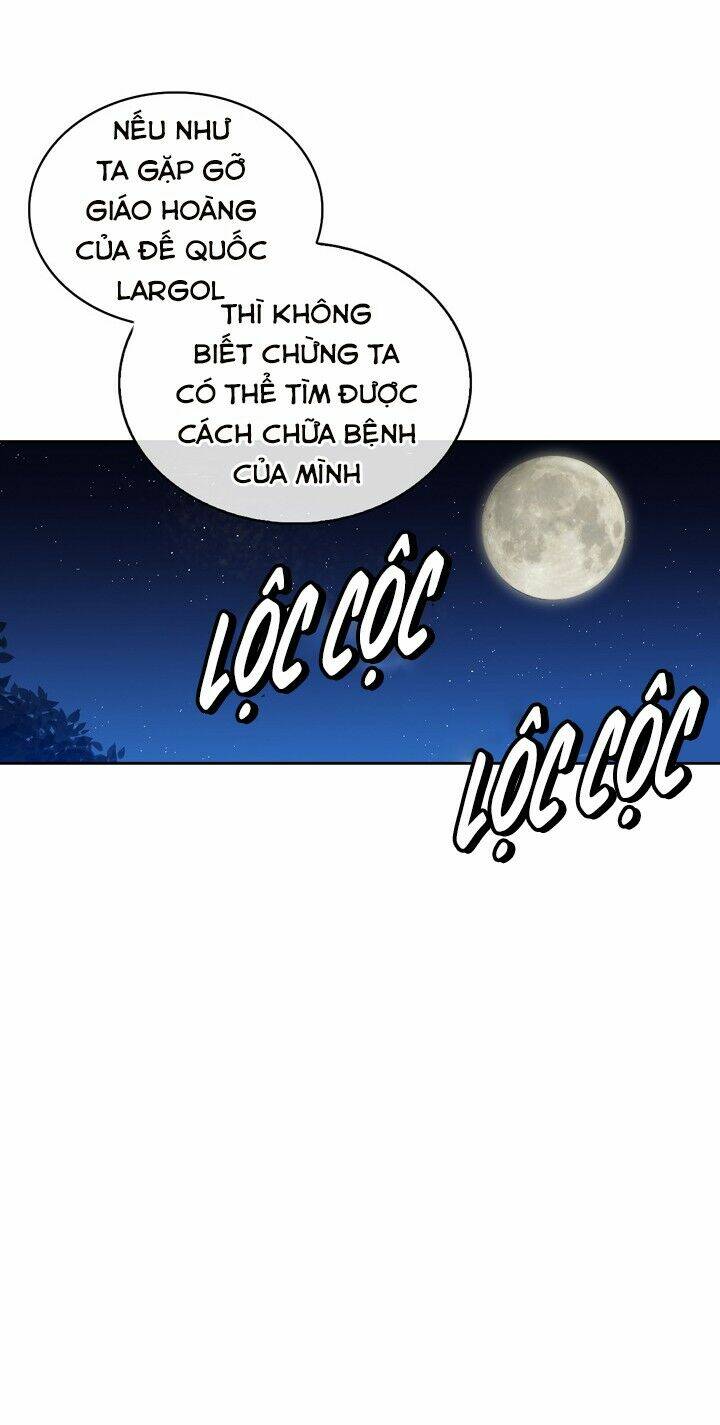 NẾU NHƯ
TA GẶP GỠ
GIÁO HOÀNG
CỦA ĐẾ QUỐC
LARGOL
THÌ KHÔNG
BIẾT CHỪNG TA
CÓ THỂ TÌM ĐƯỢC
CÁCH CHỮA BỆNH
CỦA MÌNH
LỘC CỘC
LỘC CỘC